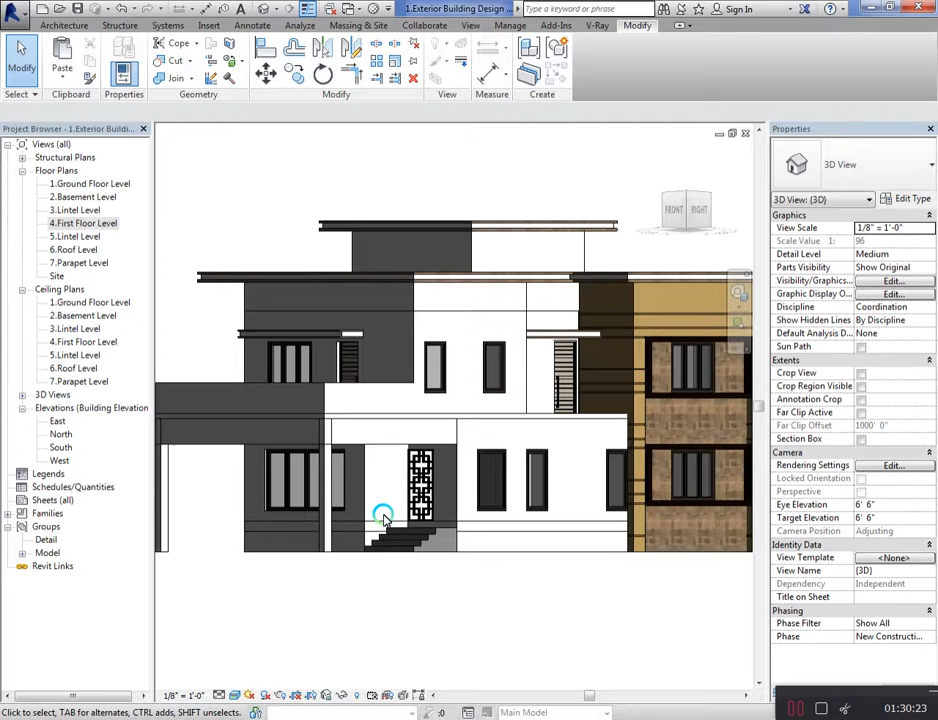 1.Exterior Building Design ...
Type a keyword or phrase
Sign In
Architecture Structure Systems Insert Annotate Analyze Massing & Site Collaborate View Manage Add-Ins V-Ray Modify
Modify
Paste
Cope
Cut
Join
Properties
Select Clipboard Properties Geometry Modify View Measure Create
Project Browser - 1.Exterior Buildi...
Views (all)
Structural Plans
Floor Plans
1.Ground Floor Level
2.Basement Level
3.Lintel Level
4.First Floor Level
5.Lintel Level
6.Roof Level
7.Parapet Level
Site
Ceiling Plans
1.Ground Floor Level
2.Basement Level
3.Lintel Level
4.First Floor Level
5.Lintel Level
6.Roof Level
7.Parapet Level
3D Views
Elevations (Building Elevation
East
North
South
West
Legends
Schedules/Quantities
Sheets (all)
Families
Groups
Detail
Model
Revit Links
FRONT RIGHT
Properties
3D View
3D View: {3D} Edit Type
Graphics
View Scale 1/8" = 1'-0"
Scale Value 1: 96
Detail Level Medium
Parts Visibility Show Original
Visibility/Graphics... Edit...
Graphic Display O... Edit...
Discipline Coordination
Show Hidden Lines By Discipline
Default Analysis D... None
Sun Path
Extents
Crop View
Crop Region Visible
Annotation Crop
Far Clip Active
Far Clip Offset 1000' 0"
Section Box
Camera
Rendering Settings Edit...
Locked Orientation
Perspective
Eye Elevation 6' 6"
Target Elevation 6' 6"
Camera Position Adjusting
Identity Data
View Template <None>
View Name {3D}
Dependency Independent
Title on Sheet
Phasing
Phase Filter Show All
Phase New Constructi...
1/8" = 1'-0"
Click to select, TAB for alternates, CTRL adds, SHIFT unselects.
:0
Main Model
01:30:23